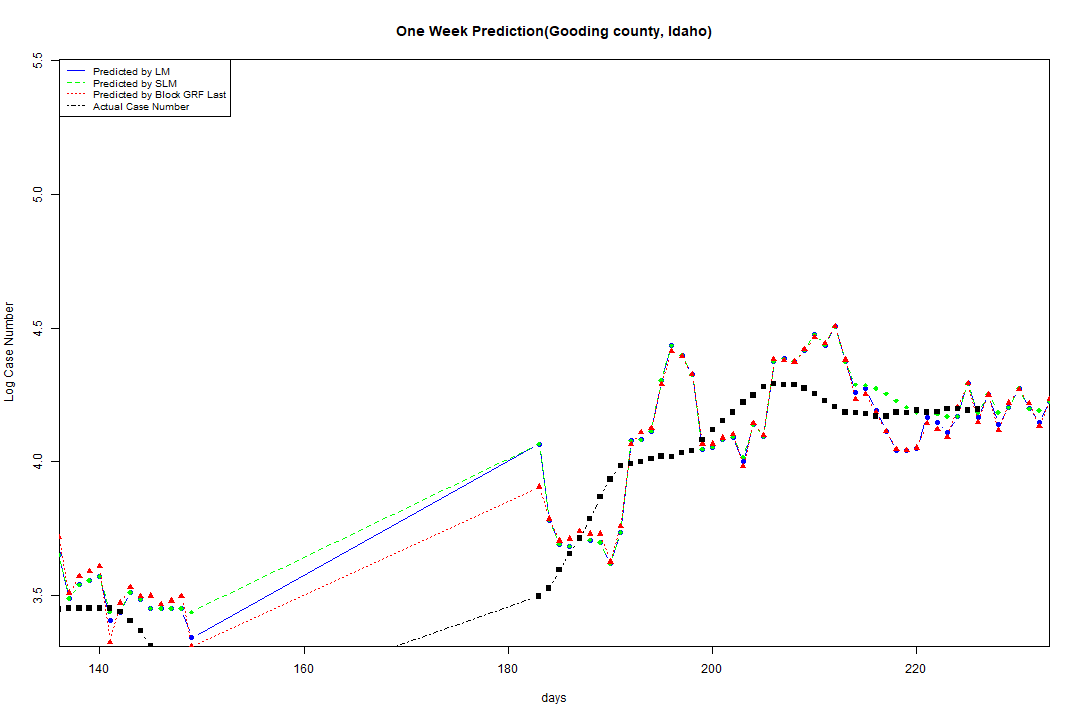 One Week Prediction(Gooding county, Idaho)
Predicted by LM
Predicted by SLM
Predicted by Block GRF Last
Actual Case Number
Log Case Number
5.5
5.0
4.5
4.0
3.5
140 160 180 200 220
days